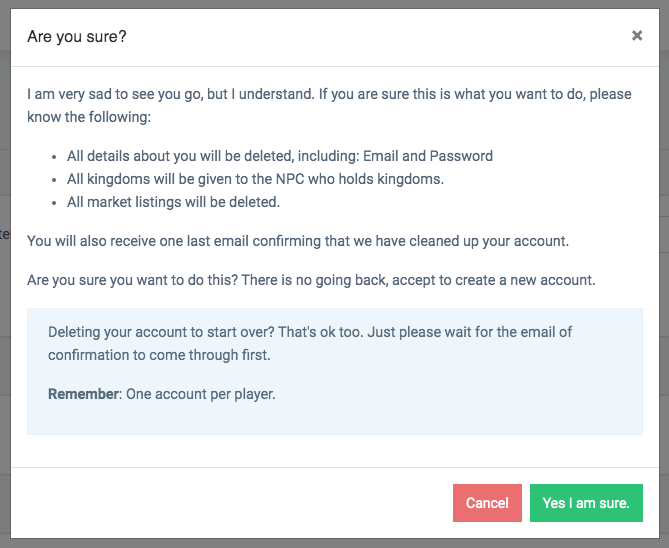 Are you sure?
×
I am very sad to see you go, but I understand. If you are sure this is what you want to do, please
know the following:
• All details about you will be deleted, including: Email and Password
• All kingdoms will be given to the NPC who holds kingdoms.
• All market listings will be deleted.
te
You will also receive one last email confirming that we have cleaned up your account.
Are you sure you want to do this? There is no going back, accept to create a new account.
Deleting your account to start over? That's ok too. Just please wait for the email of
confirmation to come through first.
Remember: One account per player.
Cancel
Yes I am sure.